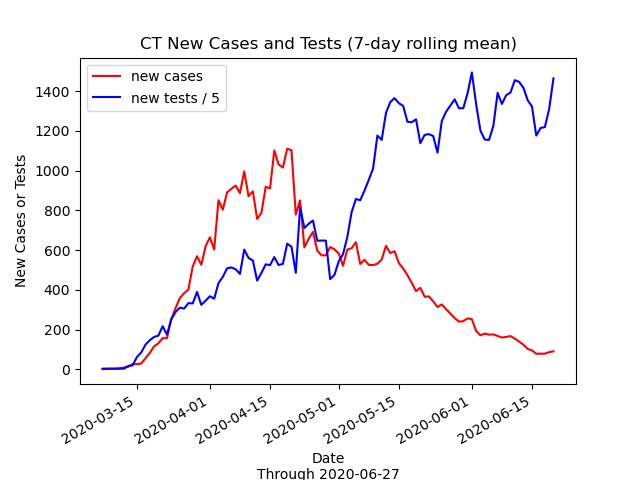 CT New Cases and Tests (7-day rolling mean)
new cases
new tests / 5
New Cases or Tests
1400
1200
1000
800
600
400
200
0
2020-03-15
2020-04-01
2020-04-15
2020-05-01
2020-05-15
2020-06-01
2020-06-15
Date
Through 2020-06-27